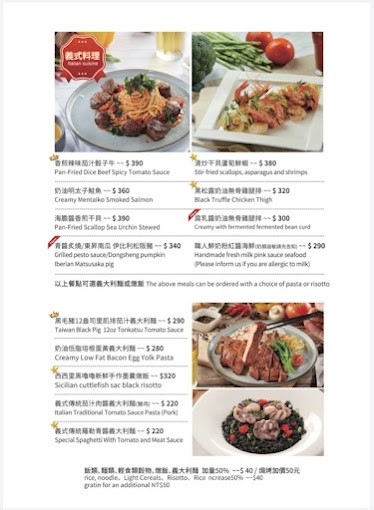 義式料理
Italian cuisine
香煎辣味茄汁骰子牛 ~~ $ 390
Pan-Fried Dice Beef Spicy Tomato Sauce
清炒干貝蘆筍鮮蝦 ~~ $ 380
Stir-fried scallops, asparagus and shrimps
奶油明太子鮭魚 ~~ $ 360
Creamy Mentaiko Smoked Salmon
黑松露奶油無骨雞腿排 ~~ $ 320
Black Truffle Chicken Thigh
海膽醬香煎干貝 ~~ $ 390
Pan-Fried Scallop Sea Urchin Stewed
腐乳醬奶油無骨雞腿排 ~~ $ 300
Creamy with fermented fermented bean curd
青醬炙燒/東昇南瓜 伊比利松阪豬 ~~ $ 340
Grilled pesto sauce/Dongsheng pumpkin
Iberian Matsusaka pig
職人鮮奶粉紅醬海鮮(奶類過敏請先告知) ~~ $ 290
Handmade fresh milk pink sauce seafood
(Please inform us if you are allergic to milk)
以上餐點可選義大利麵或燉飯 The above meals can be ordered with a choice of pasta or risotto
黑毛豬12盎司里肌排茄汁義大利麵 ~~ $ 290
Taiwan Black Pig 12oz Tonkatsu Tomato Sauce
奶油低脂培根蛋黃義大利麵 ~~ $ 280
Creamy Low Fat Bacon Egg Yolk Pasta
西西里黑嚕嚕新鮮手作墨囊燉飯 ~~ $320
Sicilian cuttlefish sac black risotto
義式傳統茄汁肉醬義大利麵(豬肉) ~~ $ 220
Italian Traditional Tomato Sauce Pasta (Pork)
義式傳統羅勒青醬義大利麵 ~~ $ 220
Special Spaghetti With Tomato and Meat Sauce
飯類、麵類、輕食類穀物、燉飯、義大利麵 加量50% ~~$ 40 / 焗烤加價50元
rice, noodle、Light Cereals、Risotto、Rice ncrease50% ~~$40
gratin for an additional NT$50